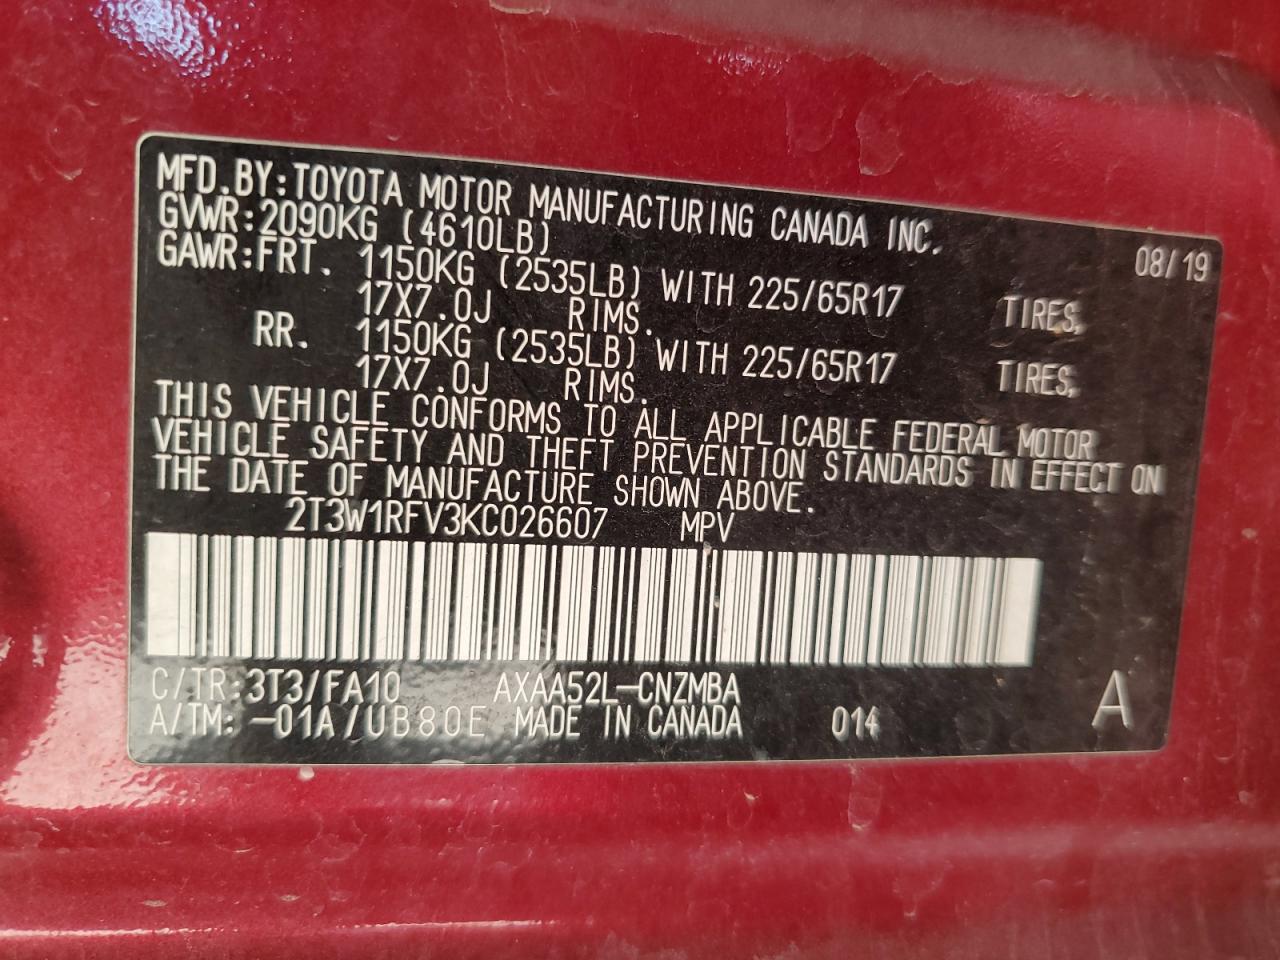 MFD.BY:TOYOTA MOTOR MANUFACTURING CANADA INC. 08/19
GVWR:2090KG (4610LB)
GAWR:FRT. 1150KG (2535LB) WITH 225/65R17 TIRES,
17X7.0J RIMS.
RR. 1150KG (2535LB) WITH 225/65R17 TIRES,
17X7.0J RIMS.
THIS VEHICLE CONFORMS TO ALL APPLICABLE FEDERAL MOTOR
VEHICLE SAFETY AND THEFT PREVENTION STANDARDS IN EFFECT ON
THE DATE OF MANUFACTURE SHOWN ABOVE.
2T3W1RFV3KC026607 MPV
C/TR:3T3/FA10 AXAA52L-CNZMBA
A/TM:-01A/UB80E MADE IN CANADA 014 A